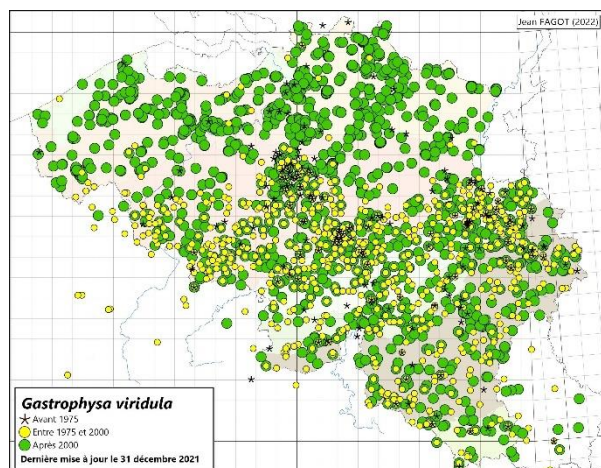 Jean FAGOT (2022)
Gastrophysa viridula
Avant 1975
Entre 1975 et 2000
Après 2000
Dernière mise à jour le 31 décembre 2021